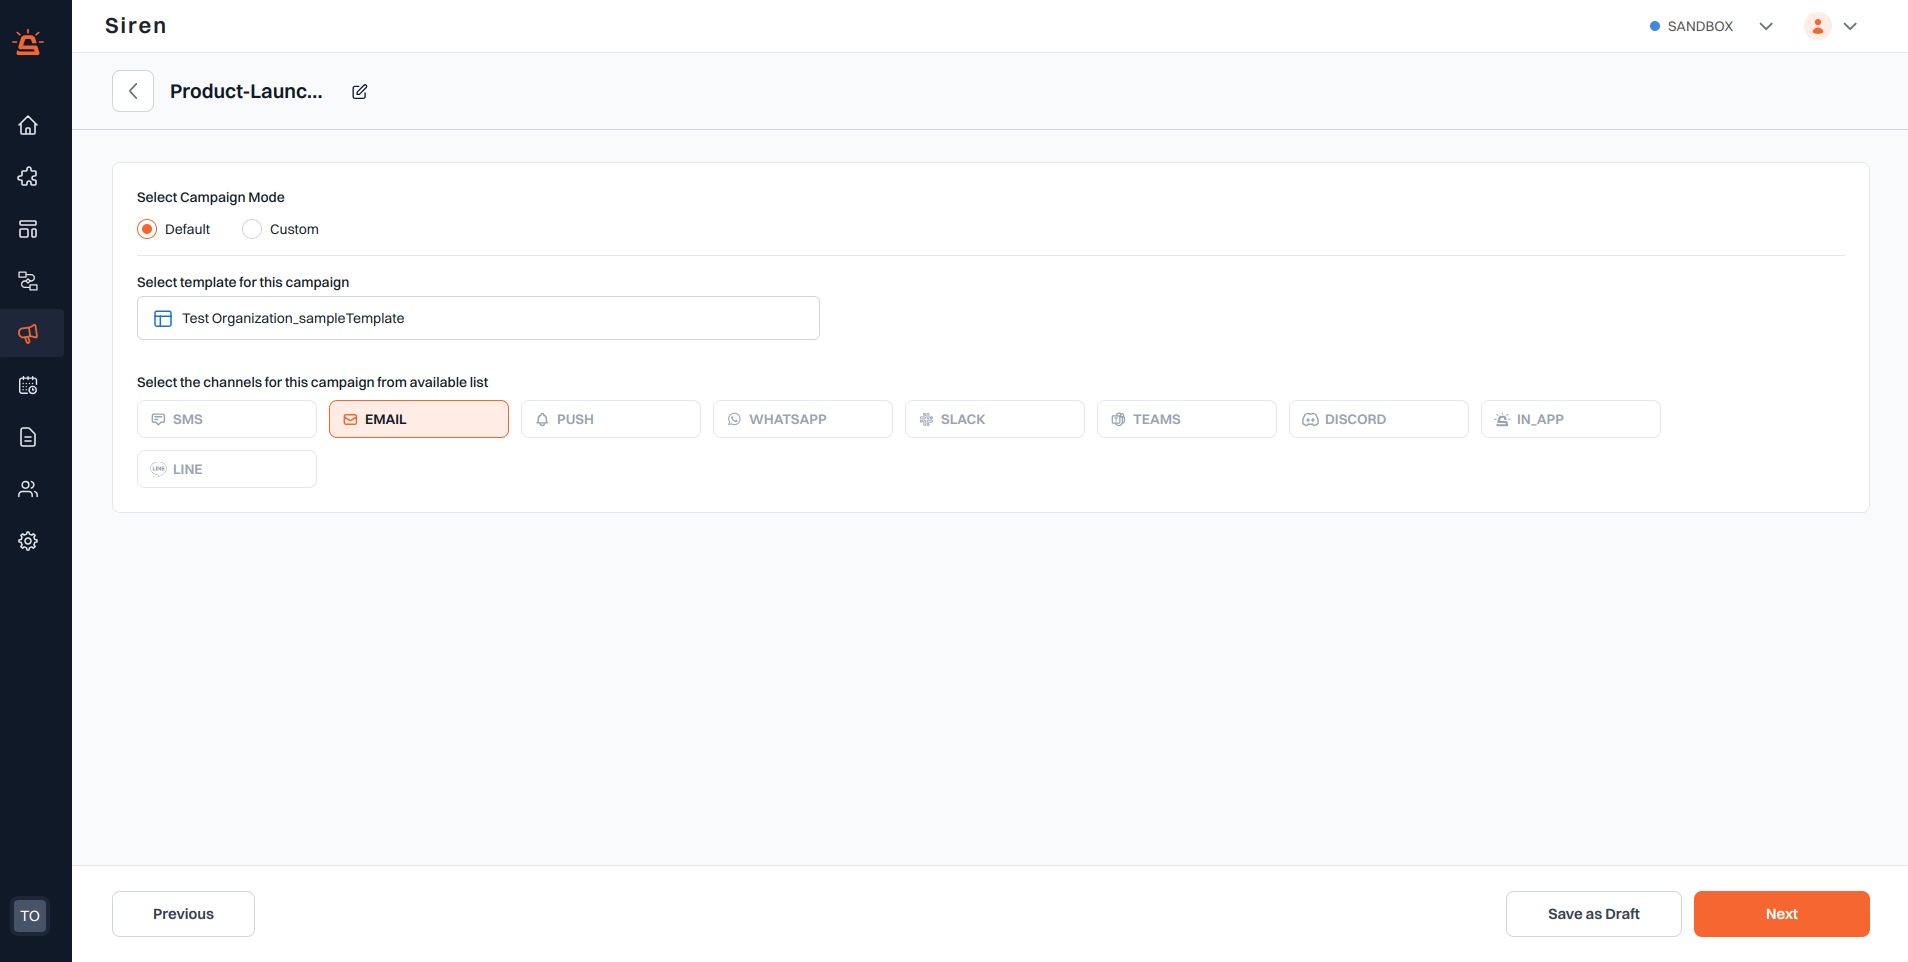 Siren
SANDBOX
Product-Launc...
Select Campaign Mode
Default
Custom
Select template for this campaign
Test Organization_sampleTemplate
Select the channels for this campaign from available list
SMS
EMAIL
PUSH
WHATSAPP
SLACK
TEAMS
DISCORD
IN_APP
LINE
LINE
TO
Previous
Save as Draft
Next